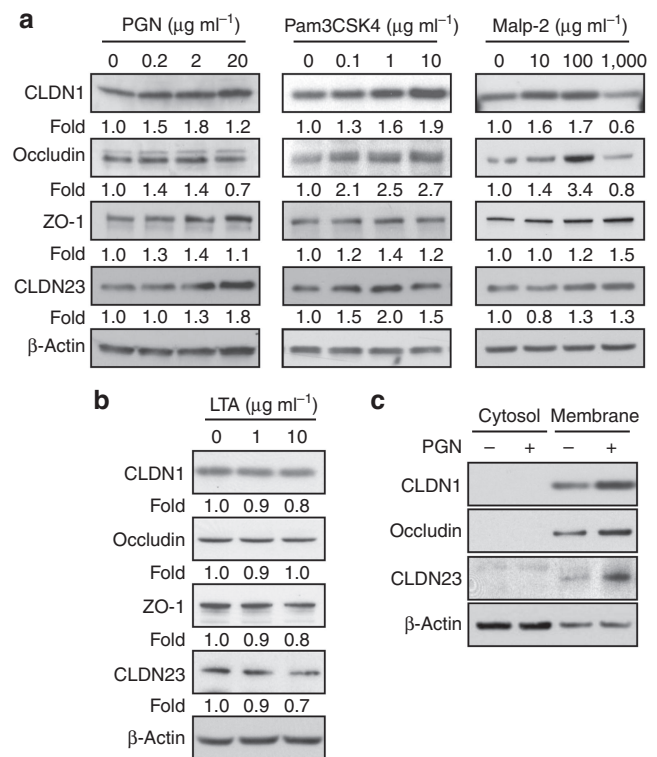 a
PGN (μg ml⁻¹) Pam3CSK4 (μg ml⁻¹) Malp-2 (μg ml⁻¹)
0 0.2 2 20 0 0.1 1 10 0 10 100 1,000
CLDN1
Fold 1.0 1.5 1.8 1.2 1.0 1.3 1.6 1.9 1.0 1.6 1.7 0.6
Occludin
Fold 1.0 1.4 1.4 0.7 1.0 2.1 2.5 2.7 1.0 1.4 3.4 0.8
ZO-1
Fold 1.0 1.3 1.4 1.1 1.0 1.2 1.4 1.2 1.0 1.0 1.2 1.5
CLDN23
Fold 1.0 1.0 1.3 1.8 1.0 1.5 2.0 1.5 1.0 0.8 1.3 1.3
β-Actin
b
LTA (μg ml⁻¹)
0 1 10
CLDN1
Fold 1.0 0.9 0.8
Occludin
Fold 1.0 0.9 1.0
ZO-1
Fold 1.0 0.9 0.8
CLDN23
Fold 1.0 0.9 0.7
β-Actin
c
Cytosol Membrane
PGN – + – +
CLDN1
Occludin
CLDN23
β-Actin